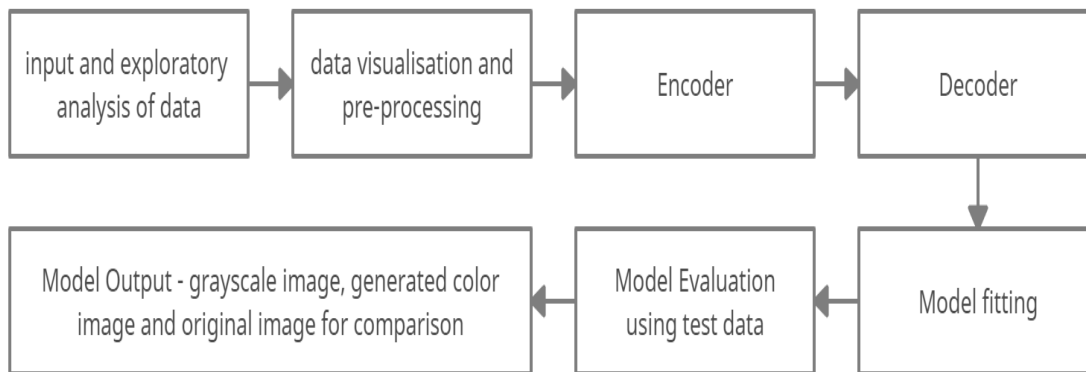 input and exploratory
analysis of data
data visualisation and
pre-processing
Encoder
Decoder
Model fitting
Model Evaluation
using test data
Model Output - grayscale image, generated color
image and original image for comparison